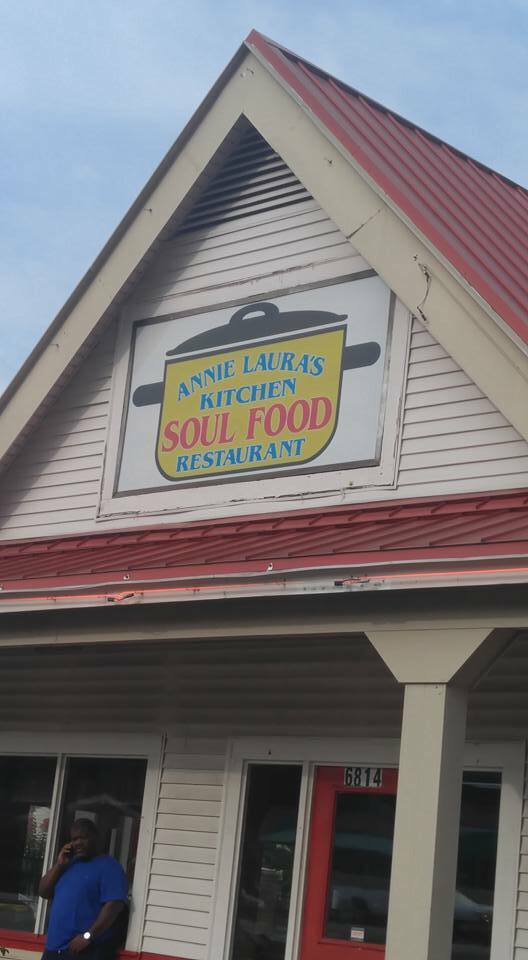 ANNIE LAURA'S
KITCHEN
SOUL FOOD
RESTAURANT
6814